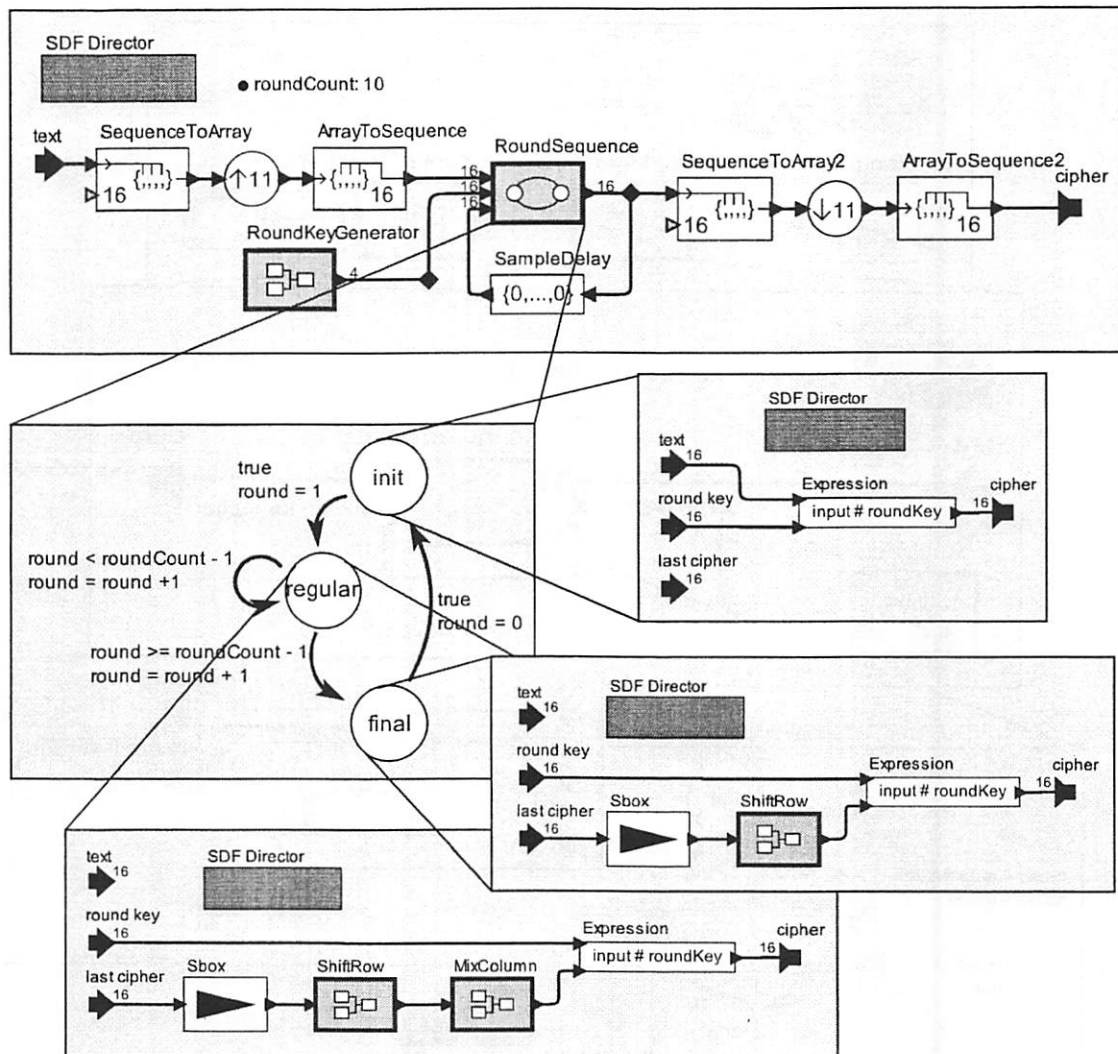 SDF Director
roundCount: 10
text
SequenceToArray
16
{,,,,}
↑11
ArrayToSequence
{,,,,}
16
RoundSequence
16
16
16
16
SequenceToArray2
16
{,,,,}
↓11
ArrayToSequence2
{,,,,}
16
cipher
RoundKeyGenerator
4
SampleDelay
{0,...,0}
init
true
round = 1
regular
round < roundCount - 1
round = round +1
true
round = 0
round >= roundCount - 1
round = round + 1
final
SDF Director
text
16
round key
16
last cipher
16
Expression
input # roundKey
16
cipher
SDF Director
text
16
round key
16
last cipher
16
Sbox
ShiftRow
Expression
input # roundKey
16
cipher
SDF Director
text
16
round key
16
last cipher
16
Sbox
ShiftRow
MixColumn
Expression
input # roundKey
16
cipher